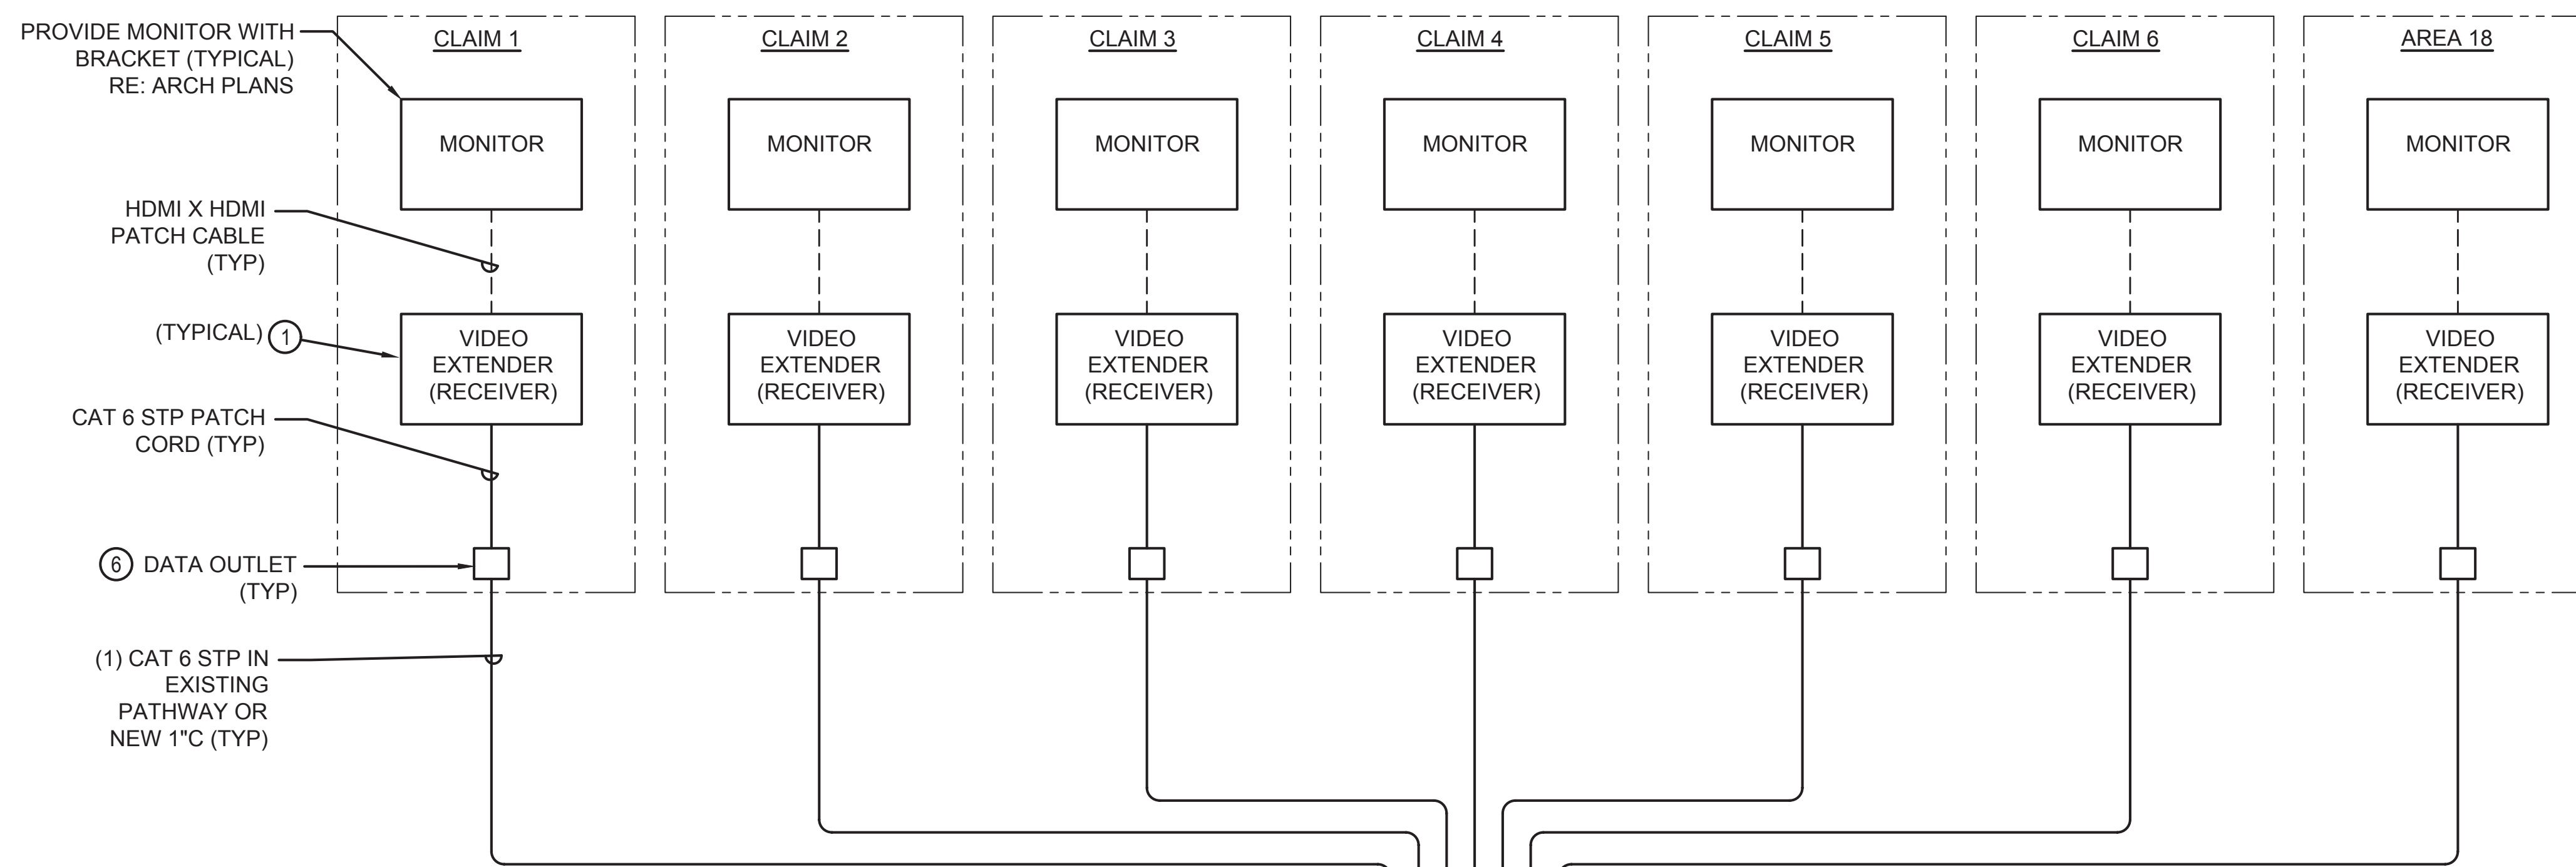 PROVIDE MONITOR WITH
BRACKET (TYPICAL)
RE: ARCH PLANS
HDMI X HDMI
PATCH CABLE
(TYP)
(TYPICAL) 1
CAT 6 STP PATCH
CORD (TYP)
6 DATA OUTLET
(TYP)
(1) CAT 6 STP IN
EXISTING
PATHWAY OR
NEW 1"C (TYP)
CLAIM 1
MONITOR
VIDEO
EXTENDER
(RECEIVER)
CLAIM 2
MONITOR
VIDEO
EXTENDER
(RECEIVER)
CLAIM 3
MONITOR
VIDEO
EXTENDER
(RECEIVER)
CLAIM 4
MONITOR
VIDEO
EXTENDER
(RECEIVER)
CLAIM 5
MONITOR
VIDEO
EXTENDER
(RECEIVER)
CLAIM 6
MONITOR
VIDEO
EXTENDER
(RECEIVER)
AREA 18
MONITOR
VIDEO
EXTENDER
(RECEIVER)